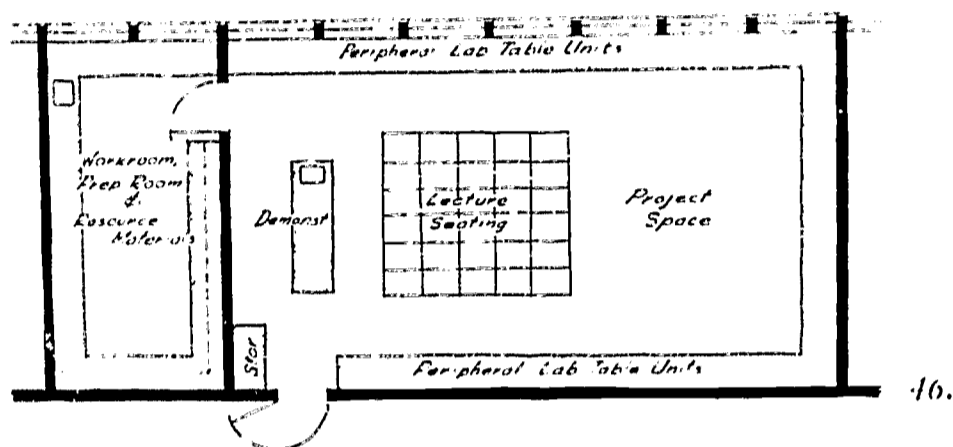 Peripheral Lab Table Units
Workroom,
Prep Room
&
Resource
Materials
Demonst
Lecture
Seating
Project
Space
Stor
Peripheral Lab Table Units
46.